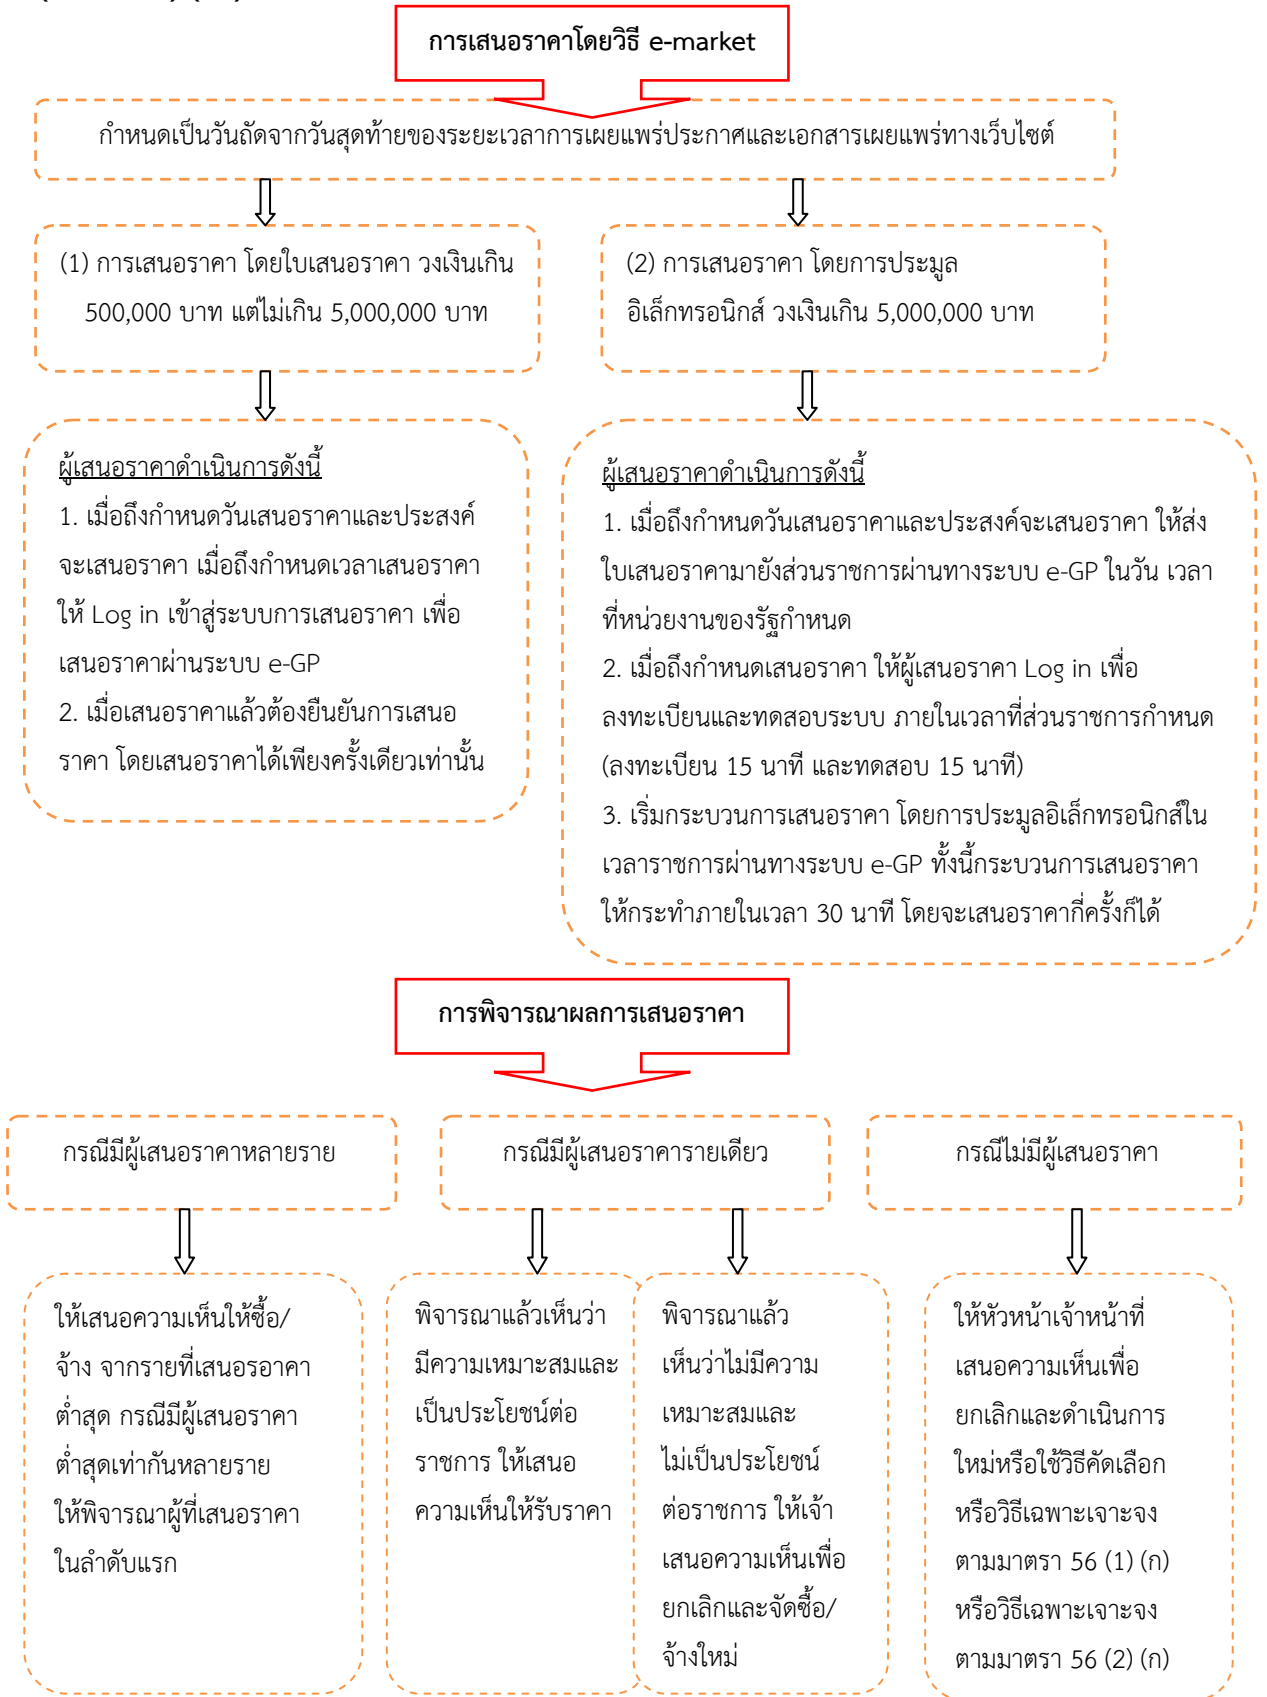 การเสนอราคาโดยวิธี e-market
กำหนดเป็นวันถัดจากวันสุดท้ายของระยะเวลาการเผยแพร่ประกาศและเอกสารเผยแพร่ทางเว็บไซต์
(1) การเสนอราคา โดยใบเสนอราคา วงเงินเกิน
500,000 บาท แต่ไม่เกิน 5,000,000 บาท
(2) การเสนอราคา โดยการประมูล
อิเล็กทรอนิกส์ วงเงินเกิน 5,000,000 บาท
ผู้เสนอราคาดำเนินการดังนี้
1. เมื่อถึงกำหนดวันเสนอราคาและประสงค์
จะเสนอราคา เมื่อถึงกำหนดเวลาเสนอราคา
ให้ Log in เข้าสู่ระบบการเสนอราคา เพื่อ
เสนอราคาผ่านระบบ e-GP
2. เมื่อเสนอราคาแล้วต้องยืนยันการเสนอ
ราคา โดยเสนอราคาได้เพียงครั้งเดียวเท่านั้น
ผู้เสนอราคาดำเนินการดังนี้
1. เมื่อถึงกำหนดวันเสนอราคาและประสงค์จะเสนอราคา ให้ส่ง
ใบเสนอราคามายังส่วนราชการผ่านทางระบบ e-GP ในวัน เวลา
ที่หน่วยงานของรัฐกำหนด
2. เมื่อถึงกำหนดเสนอราคา ให้ผู้เสนอราคา Log in เพื่อ
ลงทะเบียนและทดสอบระบบ ภายในเวลาที่ส่วนราชการกำหนด
(ลงทะเบียน 15 นาที และทดสอบ 15 นาที)
3. เริ่มกระบวนการเสนอราคา โดยการประมูลอิเล็กทรอนิกส์ใน
เวลาราชการผ่านทางระบบ e-GP ทั้งนี้กระบวนการเสนอราคา
ให้กระทำภายในเวลา 30 นาที โดยจะเสนอราคากี่ครั้งก็ได้
การพิจารณาผลการเสนอราคา
กรณีมีผู้เสนอราคาหลายราย
กรณีมีผู้เสนอราคารายเดียว
กรณีไม่มีผู้เสนอราคา
ให้เสนอความเห็นให้ซื้อ/
จ้าง จากรายที่เสนอรอาคา
ต่ำสุด กรณีมีผู้เสนอราคา
ต่ำสุดเท่ากันหลายราย
ให้พิจารณาผู้ที่เสนอราคา
ในลำดับแรก
พิจารณาแล้วเห็นว่า
มีความเหมาะสมและ
เป็นประโยชน์ต่อ
ราชการ ให้เสนอ
ความเห็นให้รับราคา
พิจารณาแล้ว
เห็นว่าไม่มีความ
เหมาะสมและ
ไม่เป็นประโยชน์
ต่อราชการ ให้เจ้า
เสนอความเห็นเพื่อ
ยกเลิกและจัดซื้อ/
จ้างใหม่
ให้หัวหน้าเจ้าหน้าที่
เสนอความเห็นเพื่อ
ยกเลิกและดำเนินการ
ใหม่หรือใช้วิธีคัดเลือก
หรือวิธีเฉพาะเจาะจง
ตามมาตรา 56 (1) (ก)
หรือวิธีเฉพาะเจาะจง
ตามมาตรา 56 (2) (ก)